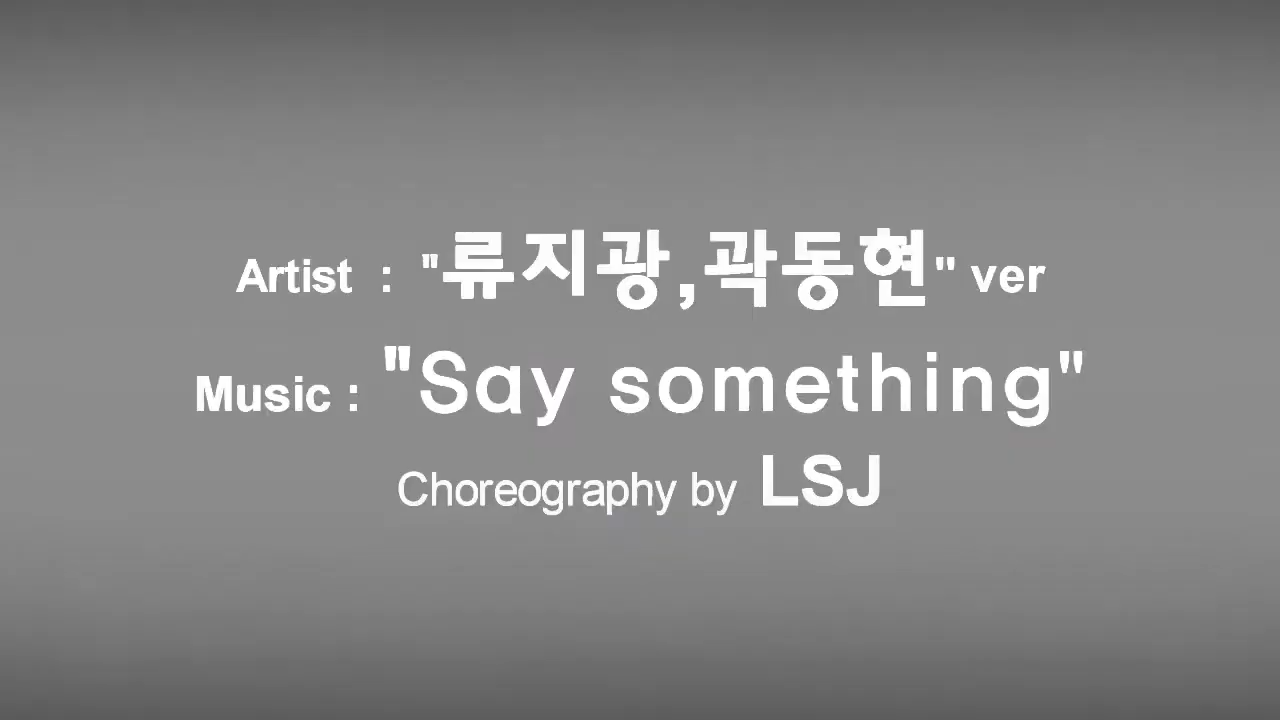 Artist : "류지광,곽동현" ver
Music : "Say something"
Choreography by LSJ